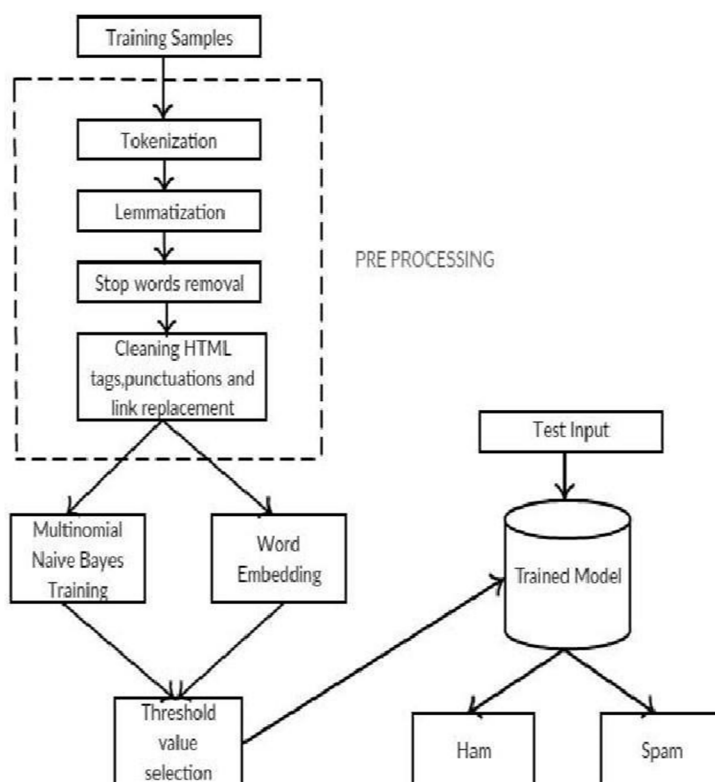 Training Samples
Tokenization
Lemmatization
Stop words removal
Cleaning HTML
tags,punctuations and
link replacement
PRE PROCESSING
Multinomial
Naive Bayes
Training
Word
Embedding
Threshold
value
selection
Test Input
Trained Model
Ham
Spam